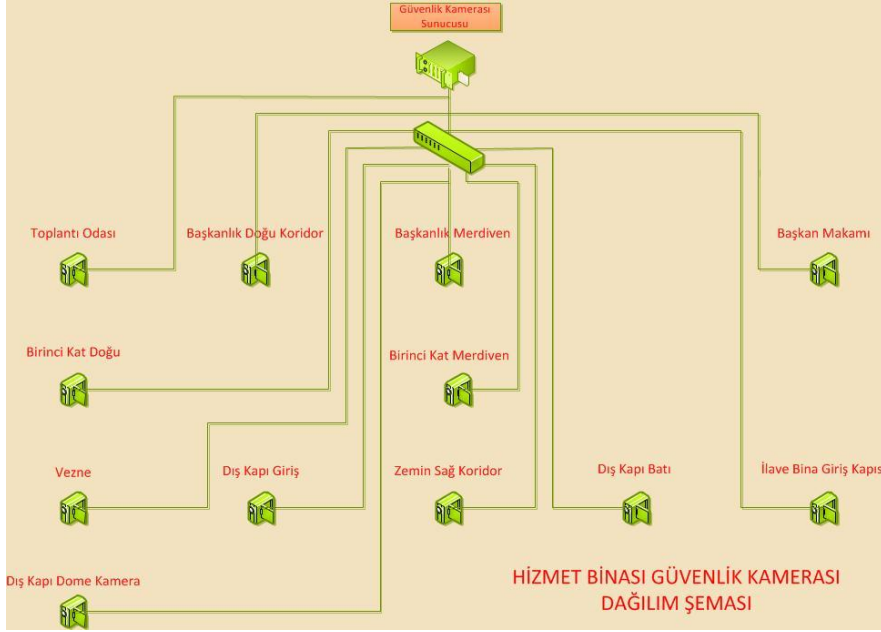 Güvenlik Kamerası
Sunucusu
Toplantı Odası
Başkanlık Doğu Koridor
Başkanlık Merdiven
Başkan Makamı
Birinci Kat Doğu
Birinci Kat Merdiven
Vezne
Dış Kapı Giriş
Zemin Sağ Koridor
Dış Kapı Batı
İlave Bina Giriş Kapıs
Dış Kapı Dome Kamera
HİZMET BİNASI GÜVENLİK KAMERASI
DAĞILIM ŞEMASI